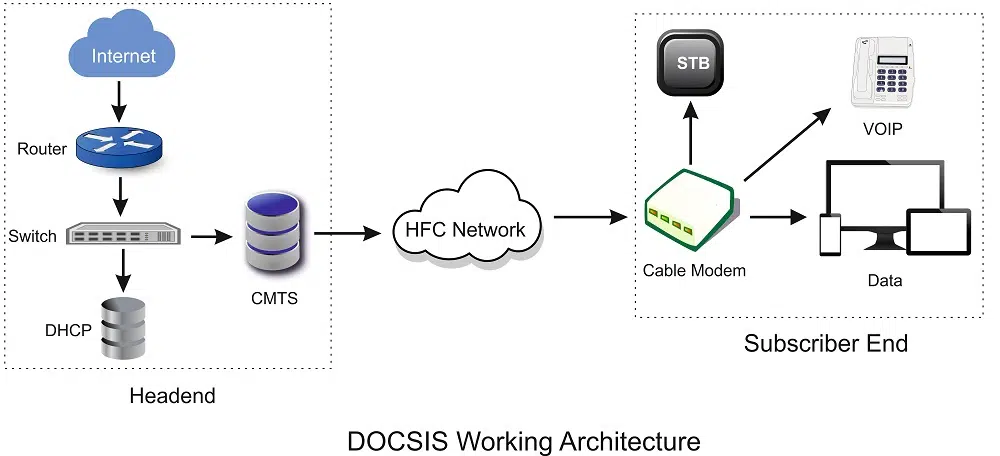 Internet
Router
Switch
DHCP
CMTS
Headend
HFC Network
STB
VOIP
Cable Modem
Data
Subscriber End
DOCSIS Working Architecture